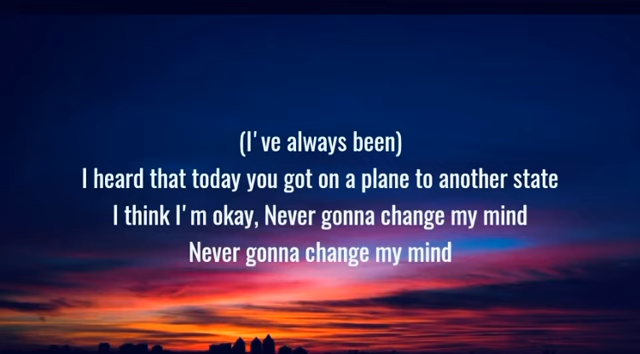 (I've always been)
I heard that today you got on a plane to another state
I think I'm okay, Never gonna change my mind
Never gonna change my mind